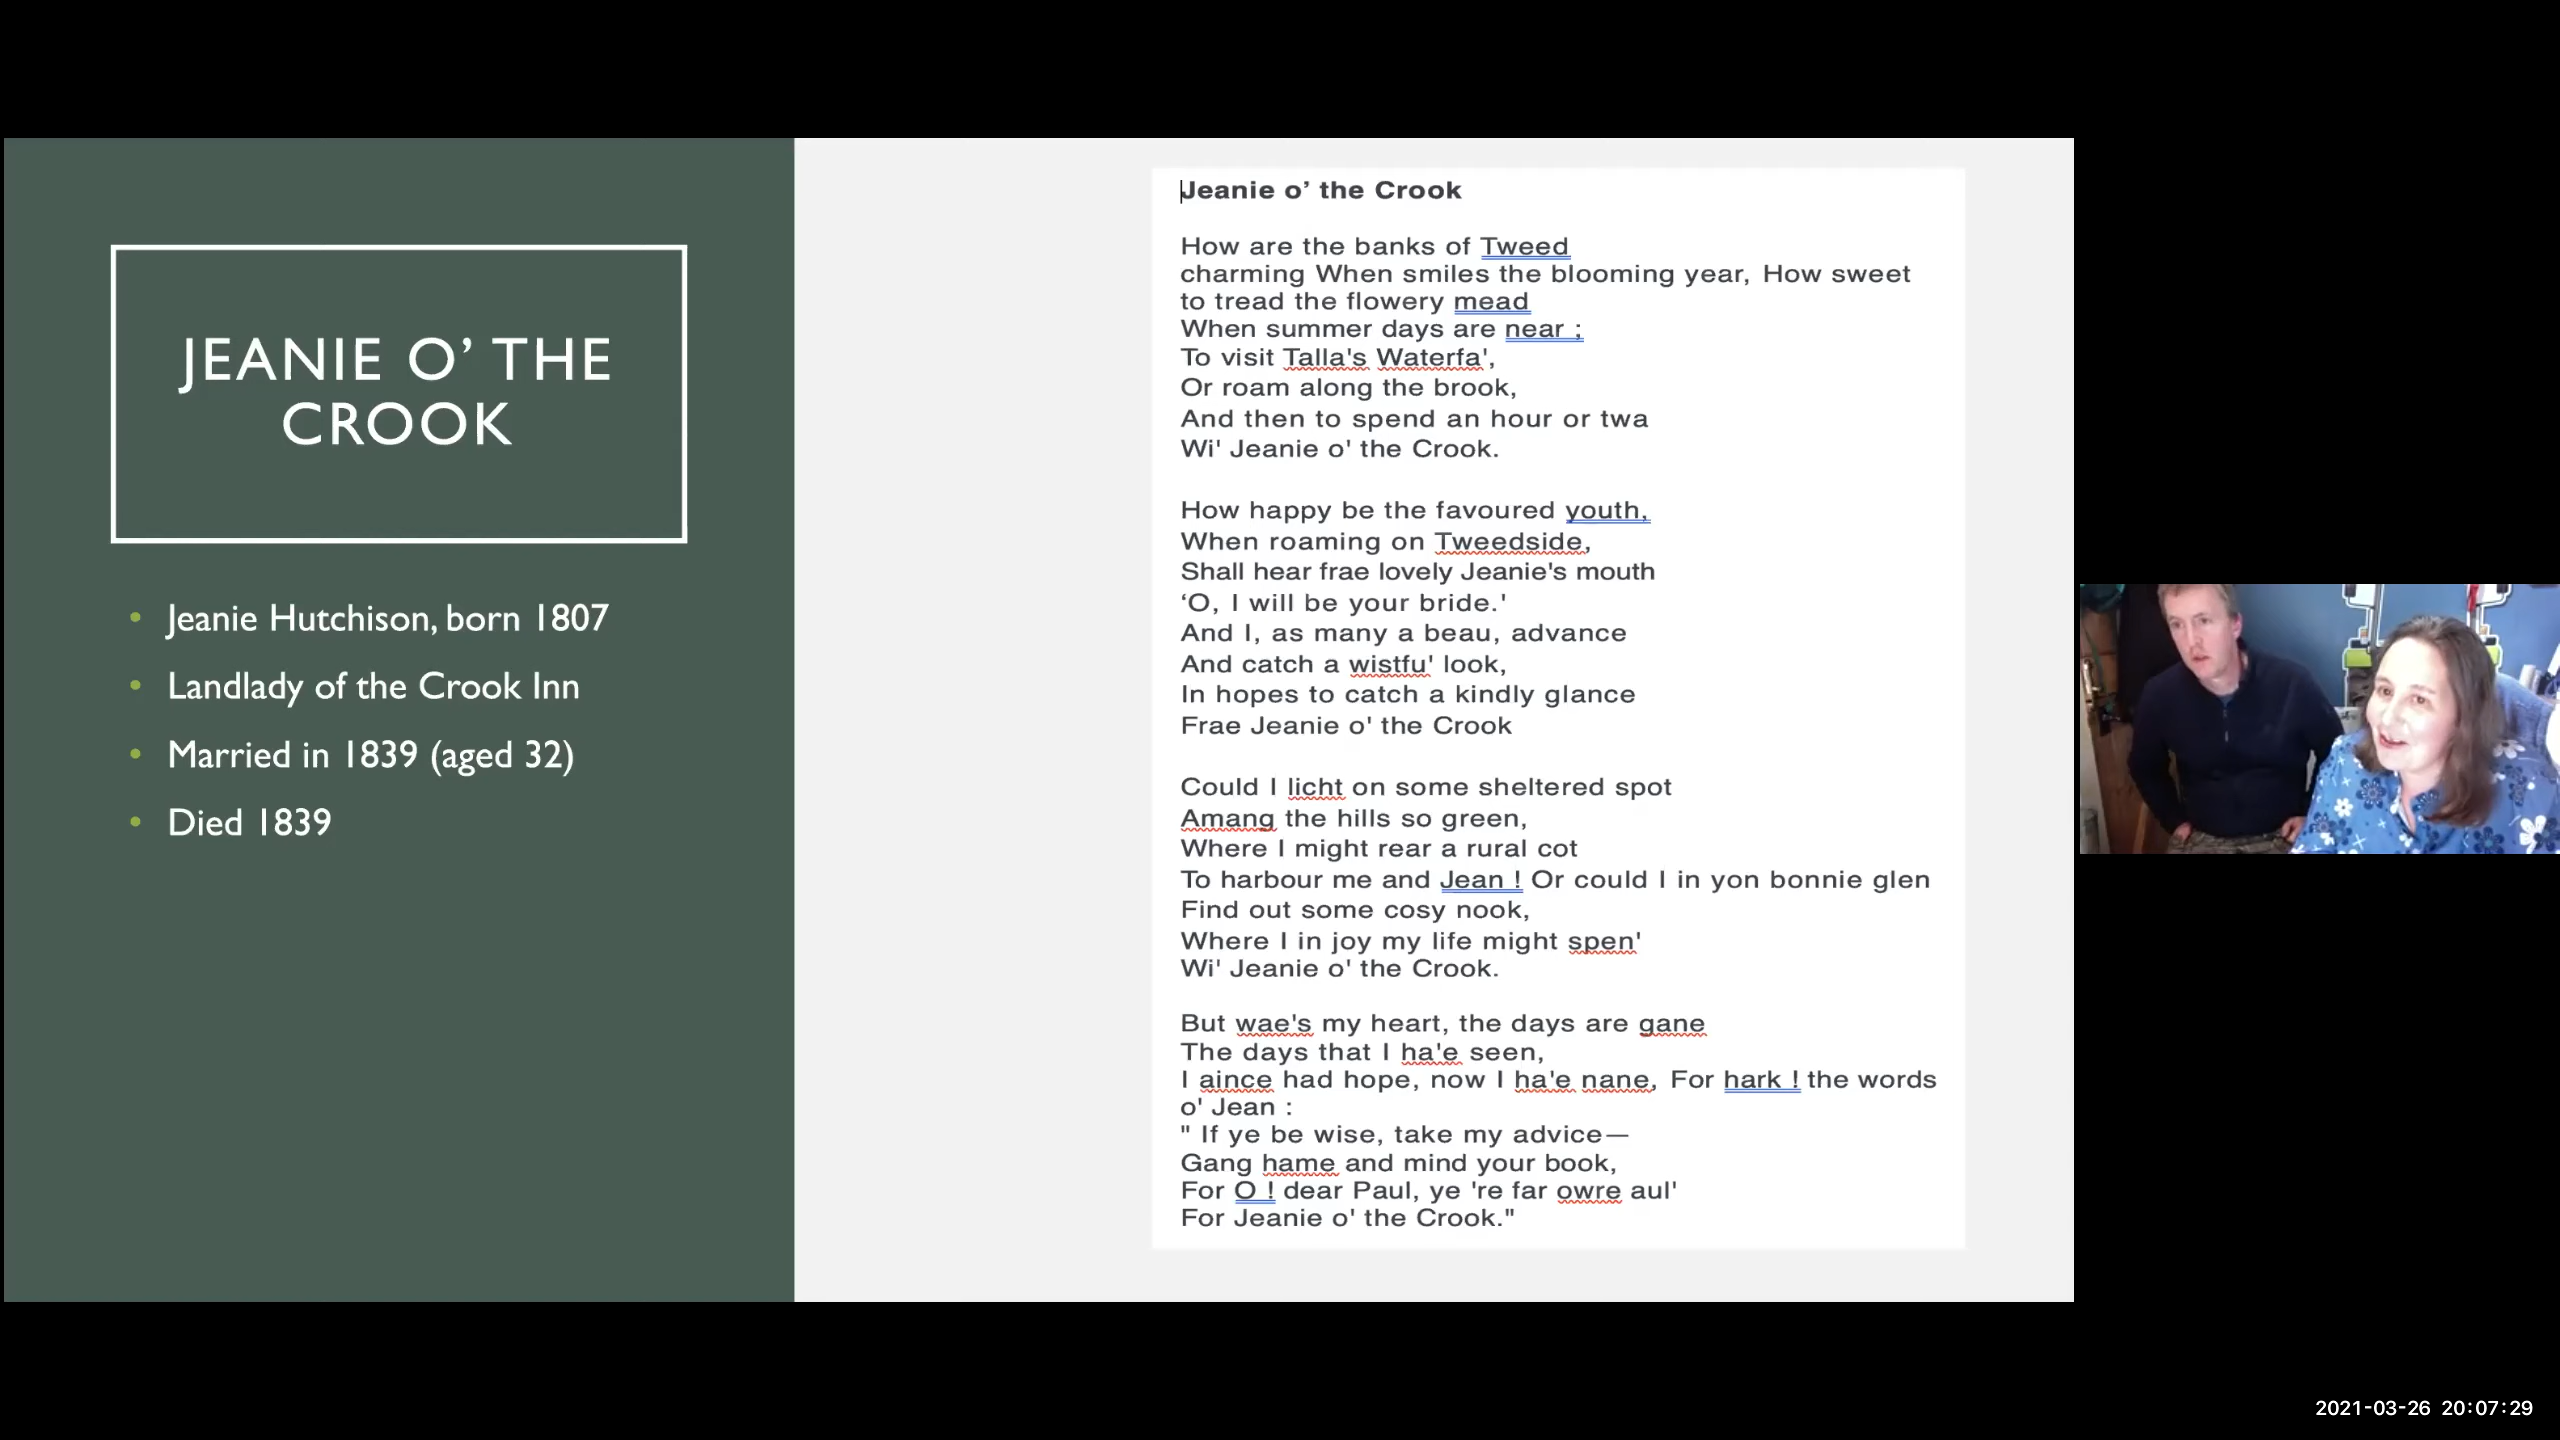 JEANIE O’ THE
CROOK
• Jeanie Hutchison, born 1807
• Landlady of the Crook Inn
• Married in 1839 (aged 32)
• Died 1839
Jeanie o’ the Crook
How are the banks of Tweed
charming When smiles the blooming year, How sweet
to tread the flowery mead
When summer days are near ;
To visit Talla's Waterfa',
Or roam along the brook,
And then to spend an hour or twa
Wi' Jeanie o' the Crook.
How happy be the favoured youth,
When roaming on Tweedside,
Shall hear frae lovely Jeanie's mouth
‘O, I will be your bride.'
And I, as many a beau, advance
And catch a wistfu' look,
In hopes to catch a kindly glance
Frae Jeanie o' the Crook
Could I licht on some sheltered spot
Amang the hills so green,
Where I might rear a rural cot
To harbour me and Jean ! Or could I in yon bonnie glen
Find out some cosy nook,
Where I in joy my life might spen'
Wi' Jeanie o' the Crook.
But wae's my heart, the days are gane
The days that I ha'e seen,
I aince had hope, now I ha'e nane, For hark ! the words
o' Jean :
" If ye be wise, take my advice—
Gang hame and mind your book,
For O ! dear Paul, ye 're far owre aul'
For Jeanie o' the Crook."
2021-03-26 20:07:29